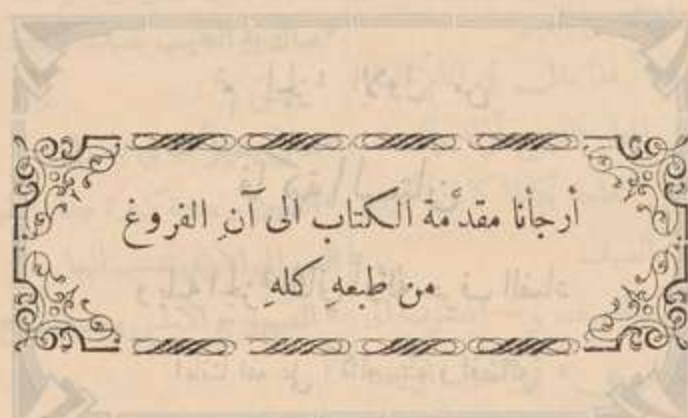 أرجأنا مقدّمة الكتاب الى آنِ الفروغ
من طبعهِ كلهِ